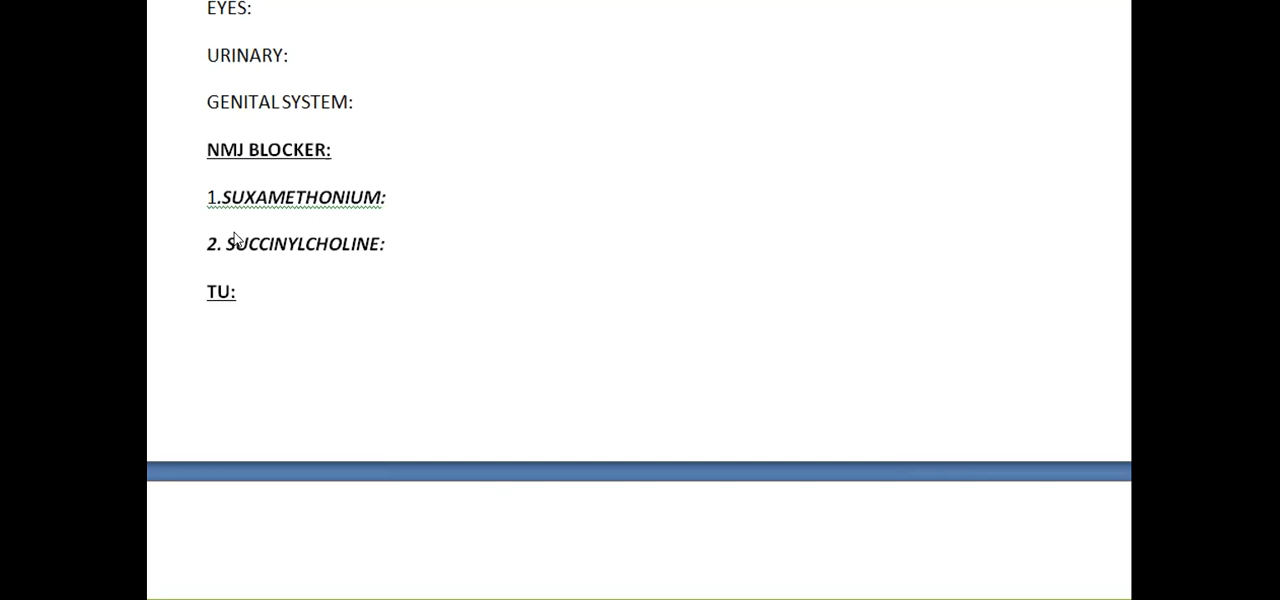 EYES:
URINARY:
GENITAL SYSTEM:
NMJ BLOCKER:
1.SUXAMETHONIUM:
2. SUCCINYLCHOLINE:
TU: